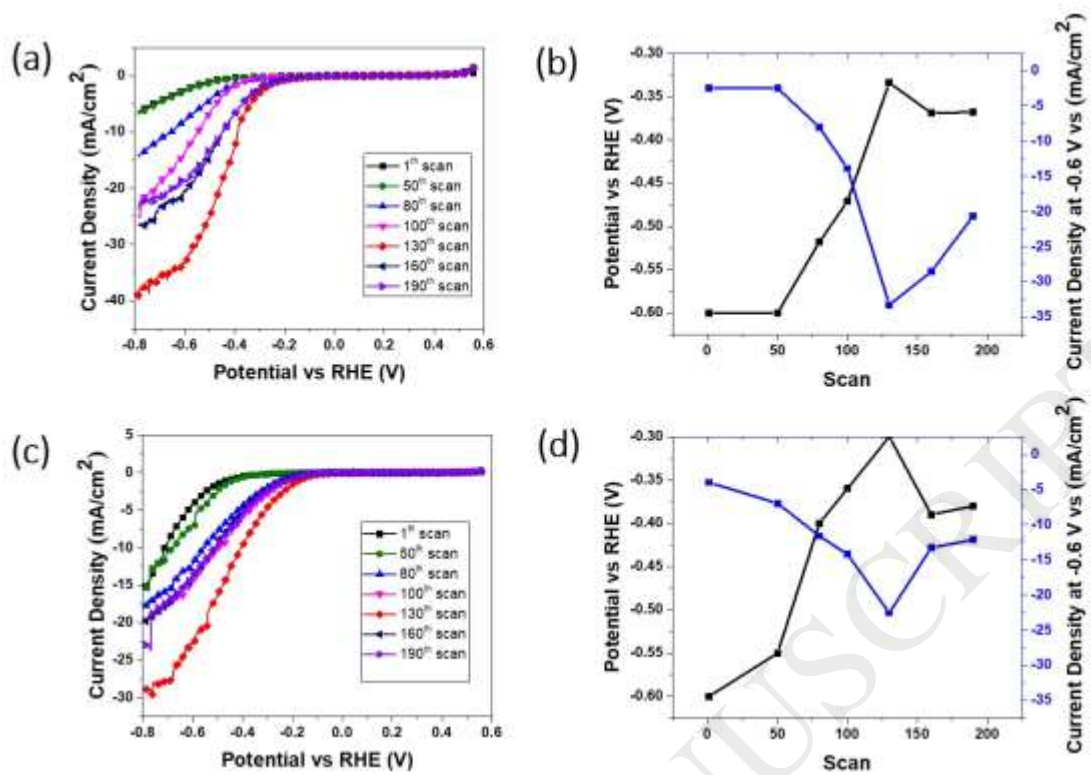 (a)
Current Density (mA/cm²)
5
0
-10
-20
-30
-40
-0.8 -0.6 -0.4 -0.2 0.0 0.2 0.4 0.6
Potential vs RHE (V)
1th scan
50th scan
80th scan
100th scan
130th scan
160th scan
190th scan
(b)
Potential vs RHE (V)
-0.30
-0.35
-0.40
-0.45
-0.50
-0.55
-0.60
0 50 100 150 200
Scan
0
-5
-10
-15
-20
-25
-30
-35
Current Density at -0.6 V vs (mA/cm²)
(c)
Current Density (mA/cm²)
5
0
-5
-10
-15
-20
-25
-30
-0.8 -0.6 -0.4 -0.2 0.0 0.2 0.4 0.6
Potential vs RHE (V)
1th scan
80th scan
100th scan
130th scan
160th scan
190th scan
(d)
Potential vs RHE (V)
-0.30
-0.35
-0.40
-0.45
-0.50
-0.55
-0.60
0 50 100 150 200
Scan
0
-5
-10
-15
-20
-25
-30
-35
Current Density at -0.6 V vs (mA/cm²)
USCRIPT